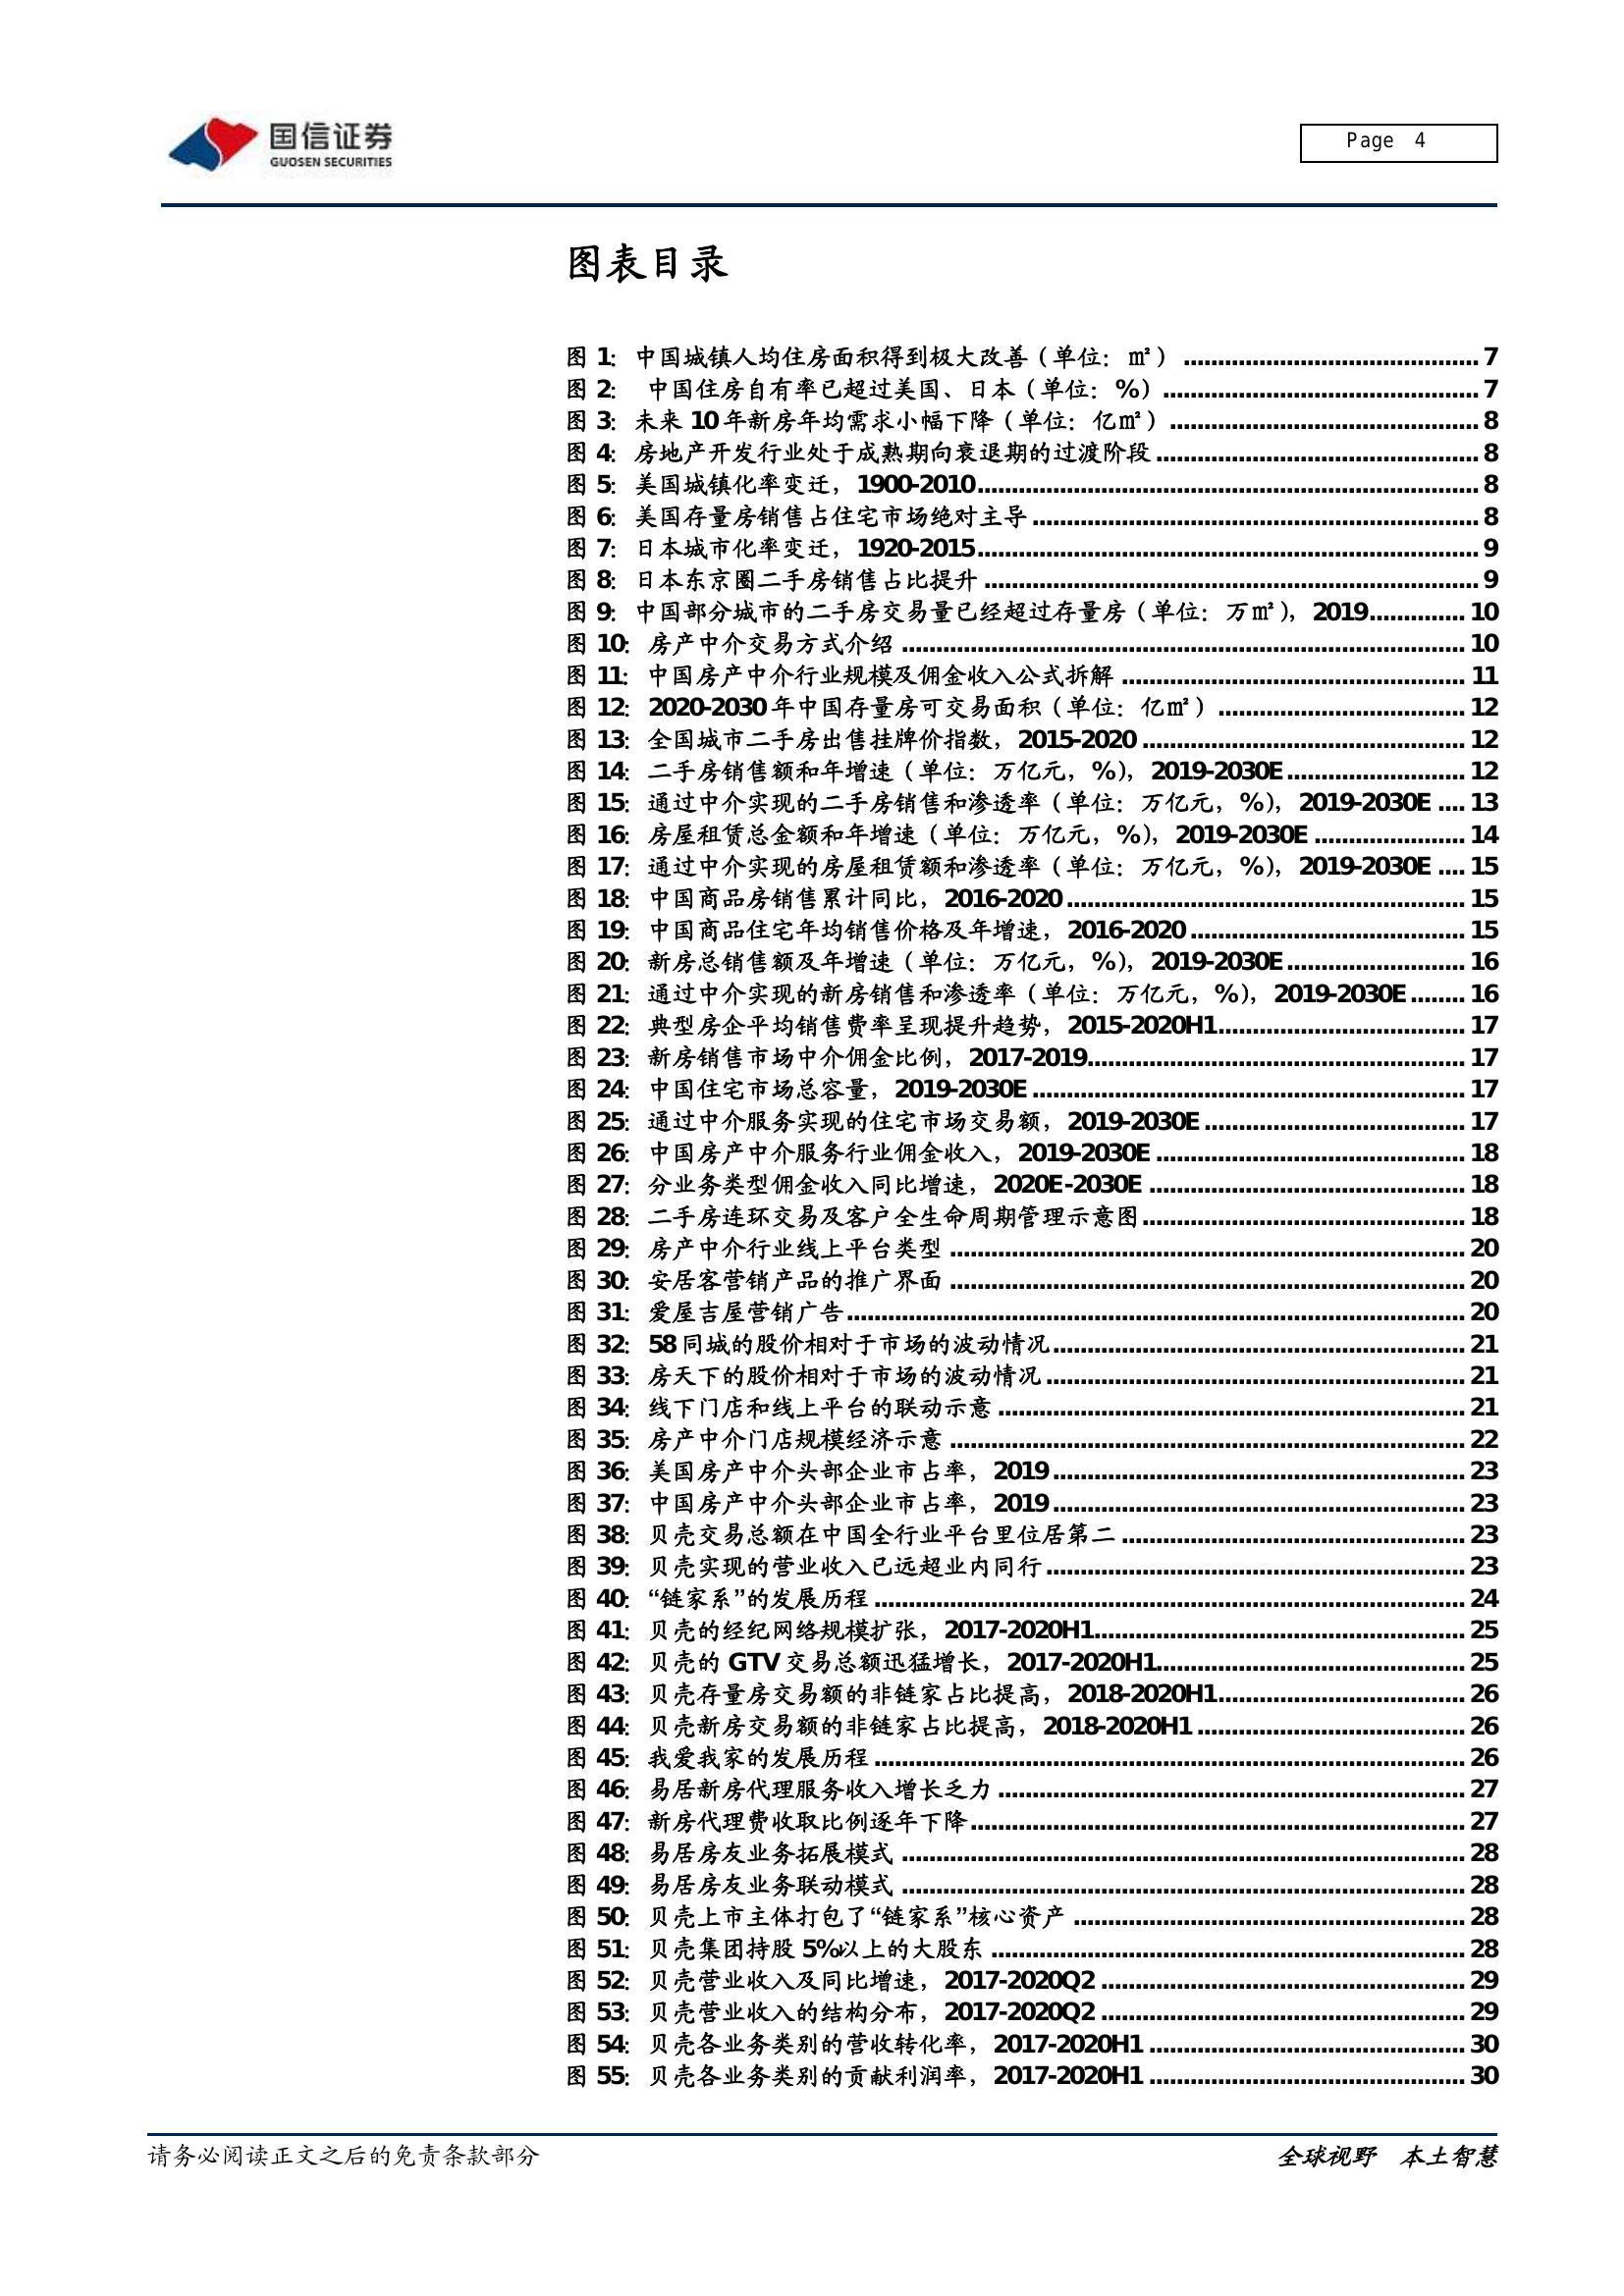 国信证券
GUOSEN SECURITIES
Page 4
图表目录
图 1: 中国城镇人均住房面积得到极大改善（单位：㎡） ........................................... 7
图 2: 中国住房自有率已超过美国、日本（单位：%） ............................................. 7
图 3: 未来 10 年新房年均需求小幅下降（单位：亿㎡） ............................................. 8
图 4: 房地产开发行业处于成熟期向衰退期的过渡阶段 ............................................... 8
图 5: 美国城镇化率变迁，1900-2010......................................................................... 8
图 6: 美国存量房销售占住宅市场绝对主导 ................................................................. 8
图 7: 日本城市化率变迁，1920-2015......................................................................... 9
图 8: 日本东京圈二手房销售占比提升 ........................................................................ 9
图 9: 中国部分城市的二手房交易量已经超过存量房（单位：万㎡），2019.............. 10
图 10: 房产中介交易方式介绍 .................................................................................. 10
图 11: 中国房产中介行业规模及佣金收入公式拆解 .................................................. 11
图 12: 2020-2030 年中国存量房可交易面积（单位：亿㎡） .................................... 12
图 13: 全国城市二手房出售挂牌价指数，2015-2020 ............................................... 12
图 14: 二手房销售额和年增速（单位：万亿元，%），2019-2030E .......................... 12
图 15: 通过中介实现的二手房销售和渗透率（单位：万亿元，%），2019-2030E .... 13
图 16: 房屋租赁总金额和年增速（单位：万亿元，%），2019-2030E ...................... 14
图 17: 通过中介实现的房屋租赁额和渗透率（单位：万亿元，%），2019-2030E .... 15
图 18: 中国商品房销售累计同比，2016-2020 .......................................................... 15
图 19: 中国商品住宅年均销售价格及年增速，2016-2020 ........................................ 15
图 20: 新房总销售额及年增速（单位：万亿元，%），2019-2030E .......................... 16
图 21: 通过中介实现的新房销售和渗透率（单位：万亿元，%），2019-2030E ........ 16
图 22: 典型房企平均销售费率呈现提升趋势，2015-2020H1.................................... 17
图 23: 新房销售市场中介佣金比例，2017-2019....................................................... 17
图 24: 中国住宅市场总容量，2019-2030E ............................................................... 17
图 25: 通过中介服务实现的住宅市场交易额，2019-2030E ...................................... 17
图 26: 中国房产中介服务行业佣金收入，2019-2030E ............................................. 18
图 27: 分业务类型佣金收入同比增速，2020E-2030E .............................................. 18
图 28: 二手房连环交易及客户全生命周期管理示意图............................................... 18
图 29: 房产中介行业线上平台类型 ........................................................................... 20
图 30: 安居客营销产品的推广界面 ........................................................................... 20
图 31: 爱屋吉屋营销广告.......................................................................................... 20
图 32: 58 同城的股价相对于市场的波动情况............................................................ 21
图 33: 房天下的股价相对于市场的波动情况 ............................................................. 21
图 34: 线下门店和线上平台的联动示意 .................................................................... 21
图 35: 房产中介门店规模经济示意 ........................................................................... 22
图 36: 美国房产中介头部企业市占率，2019 ............................................................ 23
图 37: 中国房产中介头部企业市占率，2019 ............................................................ 23
图 38: 贝壳交易总额在中国全行业平台里位居第二 .................................................. 23
图 39: 贝壳实现的营业收入已远超业内同行 ............................................................. 23
图 40: “链家系”的发展历程 ...................................................................................... 24
图 41: 贝壳的经纪网络规模扩张，2017-2020H1...................................................... 25
图 42: 贝壳的 GTV 交易总额迅猛增长，2017-2020H1............................................. 25
图 43: 贝壳存量房交易额的非链家占比提高，2018-2020H1.................................... 26
图 44: 贝壳新房交易额的非链家占比提高，2018-2020H1 ....................................... 26
图 45: 我爱我家的发展历程 ...................................................................................... 26
图 46: 易居新房代理服务收入增长乏力 .................................................................... 27
图 47: 新房代理费收取比例逐年下降........................................................................ 27
图 48: 易居房友业务拓展模式 .................................................................................. 28
图 49: 易居房友业务联动模式 .................................................................................. 28
图 50: 贝壳上市主体打包了“链家系”核心资产 ......................................................... 28
图 51: 贝壳集团持股 5%以上的大股东 ..................................................................... 28
图 52: 贝壳营业收入及同比增速，2017-2020Q2 ..................................................... 29
图 53: 贝壳营业收入的结构分布，2017-2020Q2 ..................................................... 29
图 54: 贝壳各业务类别的营收转化率，2017-2020H1 .............................................. 30
图 55: 贝壳各业务类别的贡献利润率，2017-2020H1 .............................................. 30
请务必阅读正文之后的免责条款部分
全球视野 本土智慧